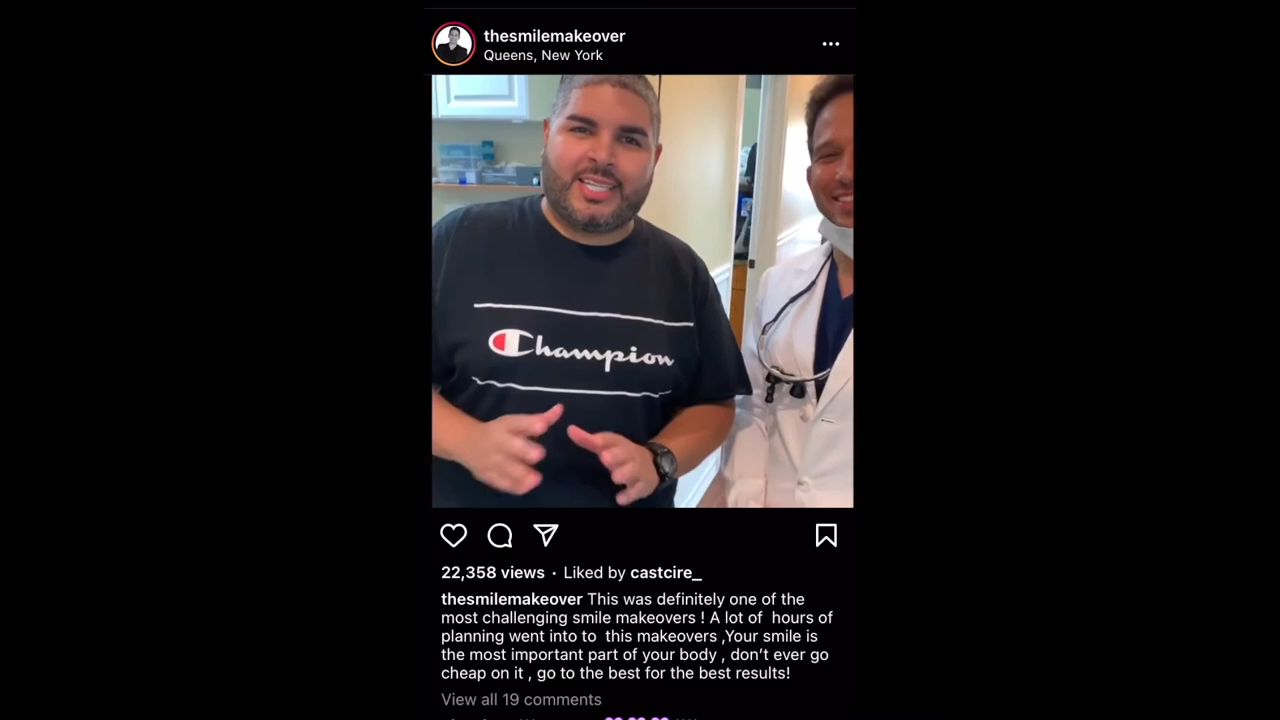 thesmilemakeover
Queens, New York
Champion
22,358 views · Liked by castcire_
thesmilemakeover This was definitely one of the
most challenging smile makeovers ! A lot of  hours of
planning went into to  this makeovers ,Your smile is
the most important part of your body , don’t ever go
cheap on it , go to the best for the best results!
View all 19 comments